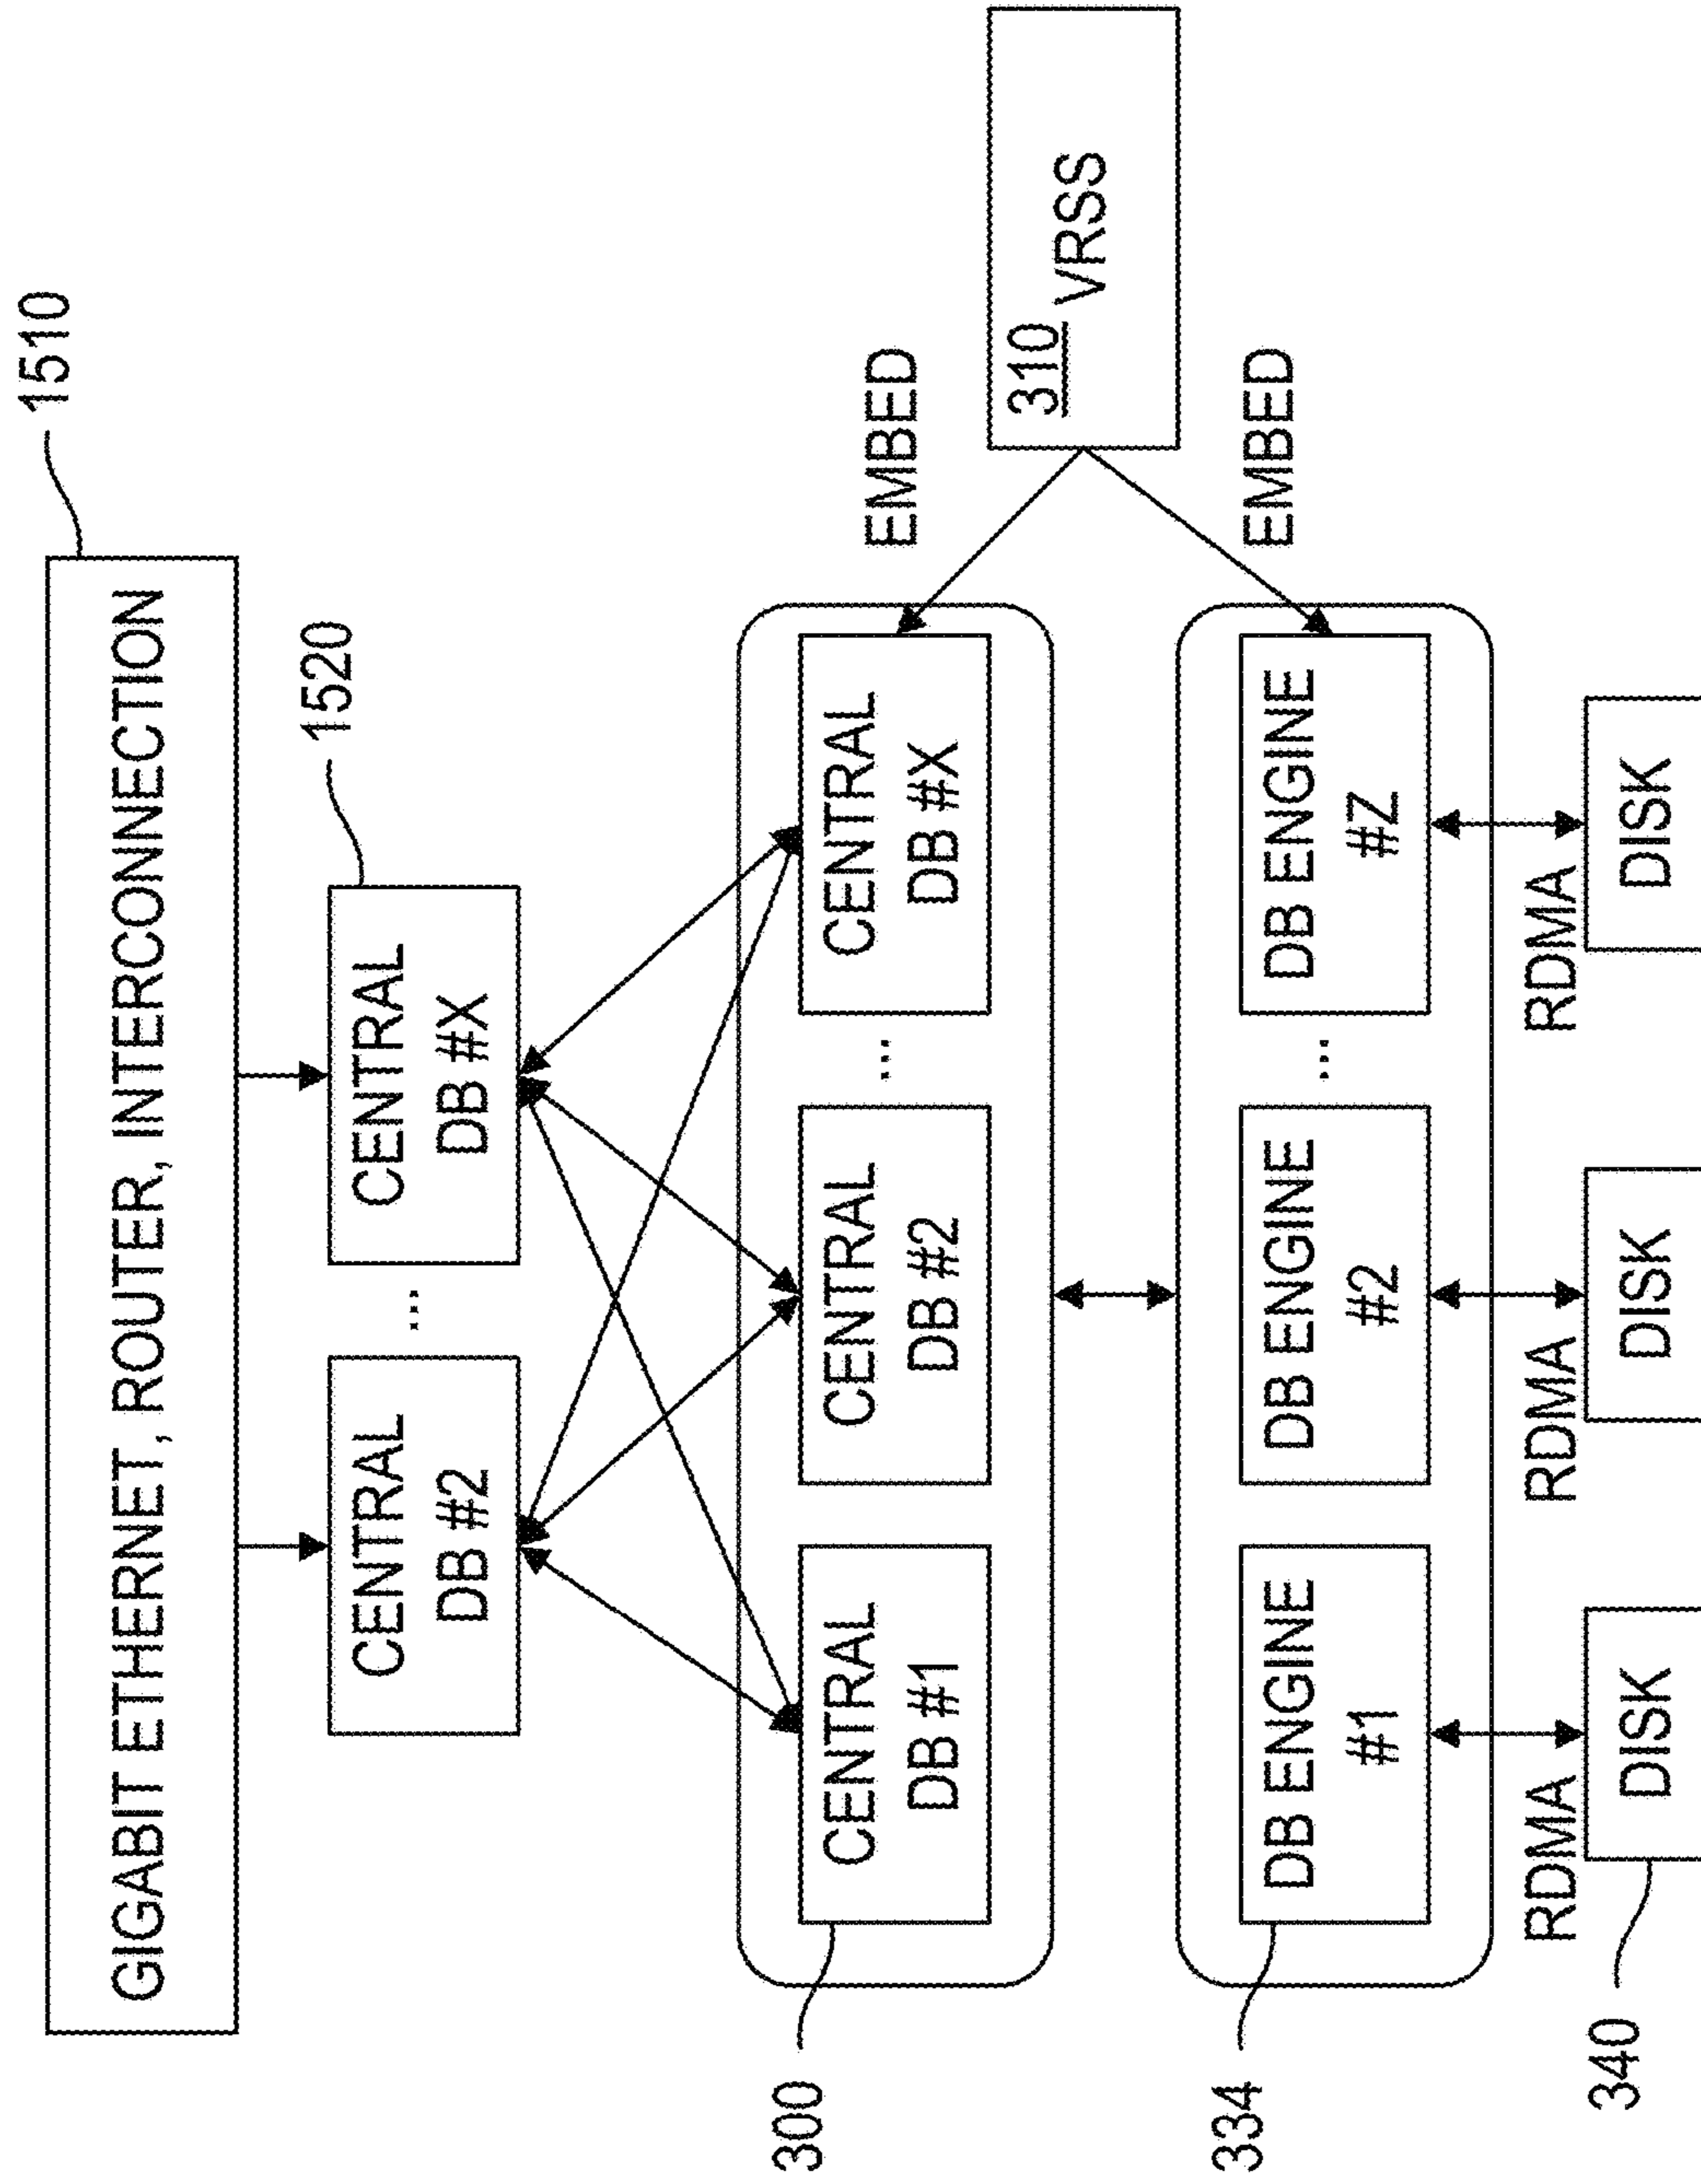 GIGABIT ETHERNET, ROUTER, INTERCONNECTION
1510
CENTRAL
DB #2
...
CENTRAL
DB #X
1520
300
CENTRAL
DB #1
CENTRAL
DB #2
...
CENTRAL
DB #X
EMBED
310 VRSS
EMBED
334
DB ENGINE
#1
DB ENGINE
#2
...
DB ENGINE
#Z
RDMA
RDMA
RDMA
340
DISK
DISK
DISK